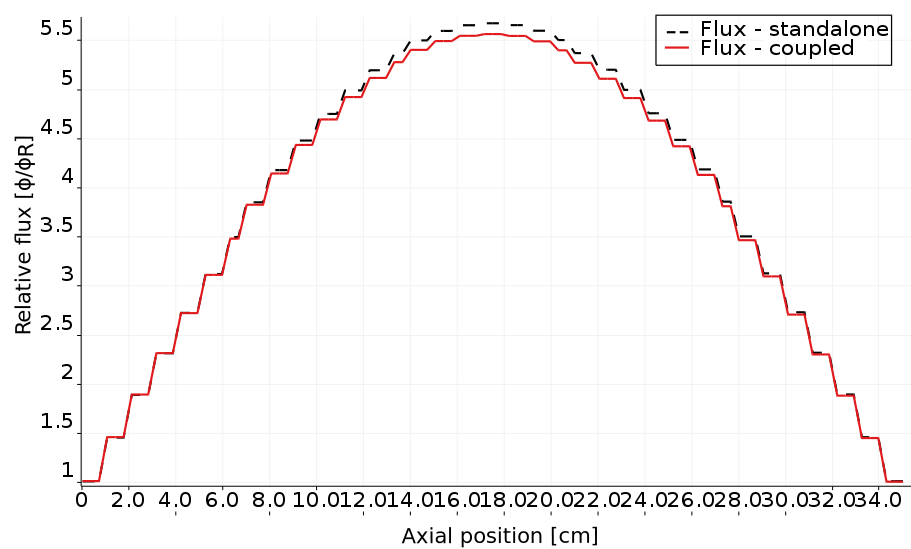 Flux - standalone
Flux - coupled
5.5
5
4.5
4
3.5
3
2.5
2
1.5
1
Relative flux [ϕ/ϕR]
0 2.0 4.0 6.0 8.0 10.0 12.0 14.0 16.0 18.0 20.0 22.0 24.0 26.0 28.0 30.0 32.0 34.0
Axial position [cm]